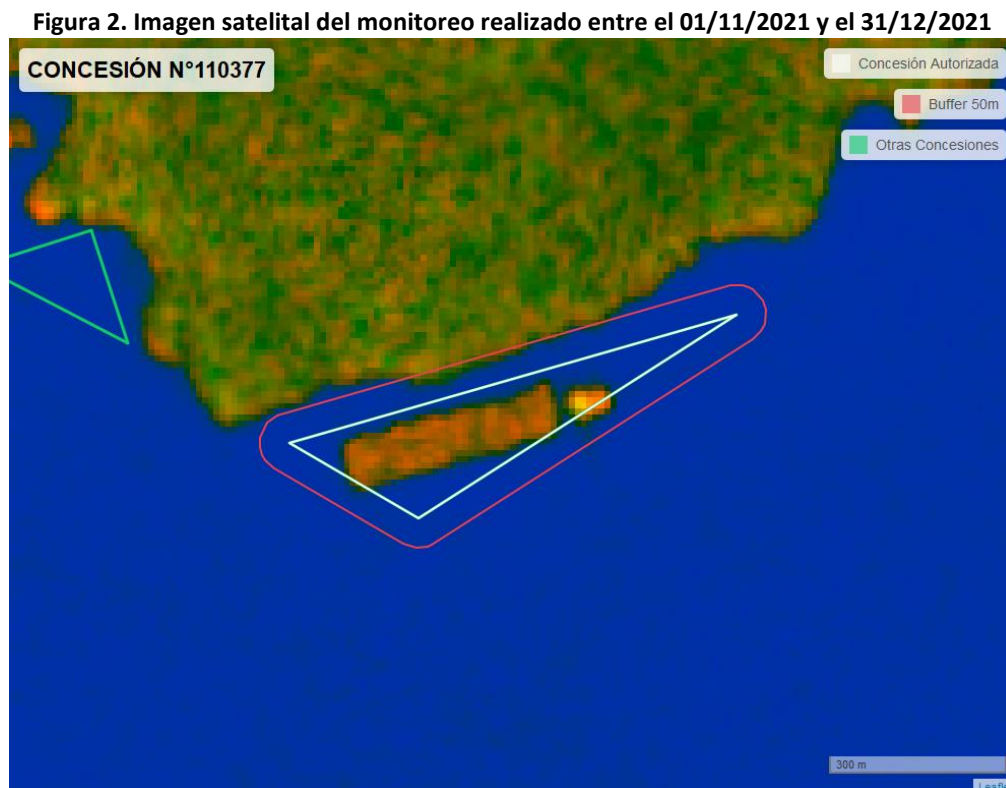 Figura 2. Imagen satelital del monitoreo realizado entre el 01/11/2021 y el 31/12/2021
CONCESIÓN N°110377
Concesión Autorizada
Buffer 50m
Otras Concesiones
300 m